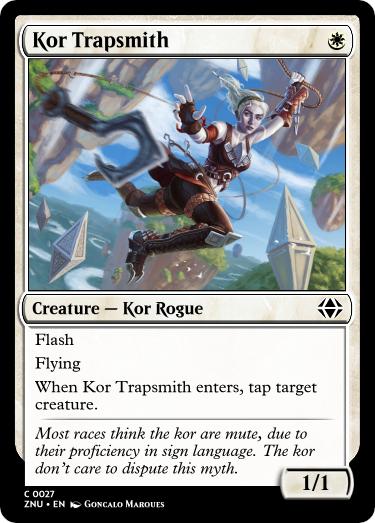 Kor Trapsmith
Creature — Kor Rogue
Flash
Flying
When Kor Trapsmith enters, tap target
creature.
Most races think the kor are mute, due to
their proficiency in sign language. The kor
don't care to dispute this myth.
1/1
C 0027
ZNU • EN Goncalo Marques